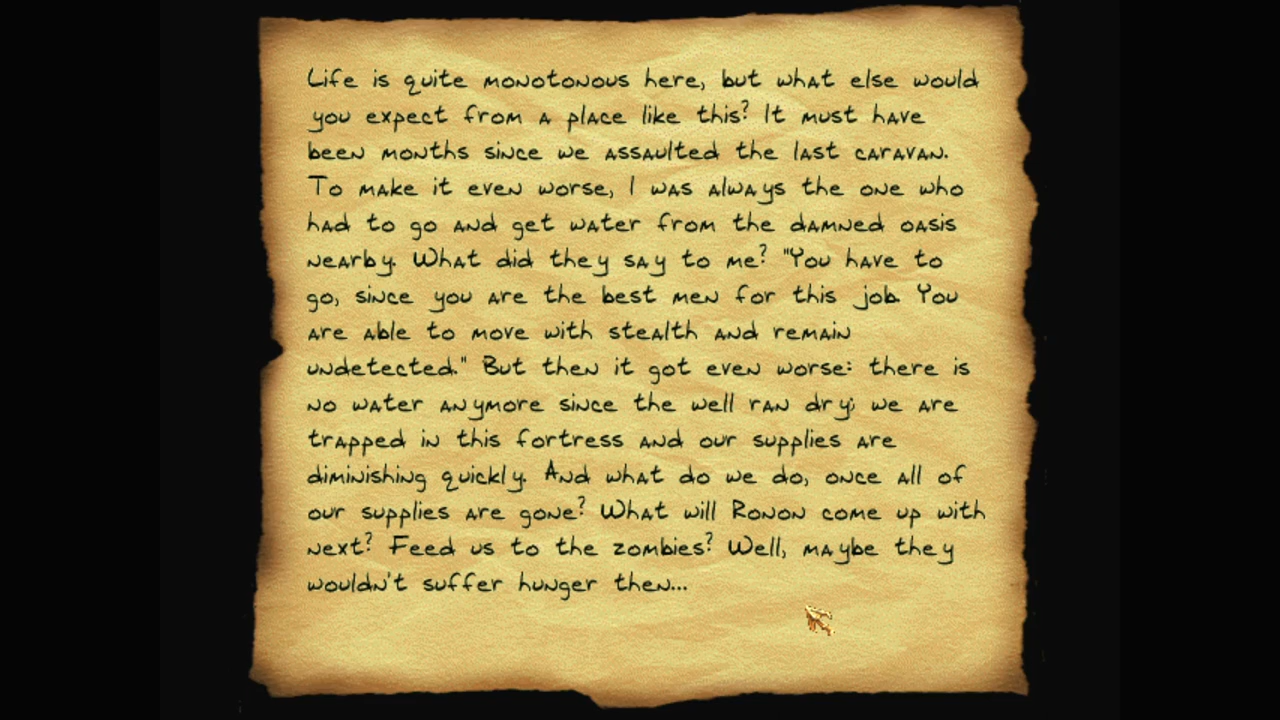 Life is quite monotonous here, but what else would
you expect from a place like this? It must have
been months since we assaulted the last caravan.
To make it even worse, I was always the one who
had to go and get water from the damned oasis
nearby. What did they say to me? "You have to
go, since you are the best men for this job. You
are able to move with stealth and remain
undetected." But then it got even worse: there is
no water anymore since the well ran dry; we are
trapped in this fortress and our supplies are
diminishing quickly. And what do we do, once all of
our supplies are gone? What will Ronon come up with
next? Feed us to the zombies? Well, maybe they
wouldn't suffer hunger then...